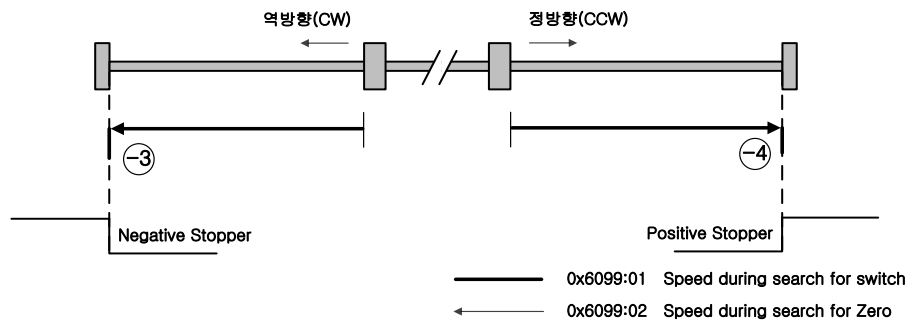 역방향(CW)
정방향(CCW)
-3
-4
Negative Stopper
Positive Stopper
0x6099:01 Speed during search for switch
0x6099:02 Speed during search for Zero